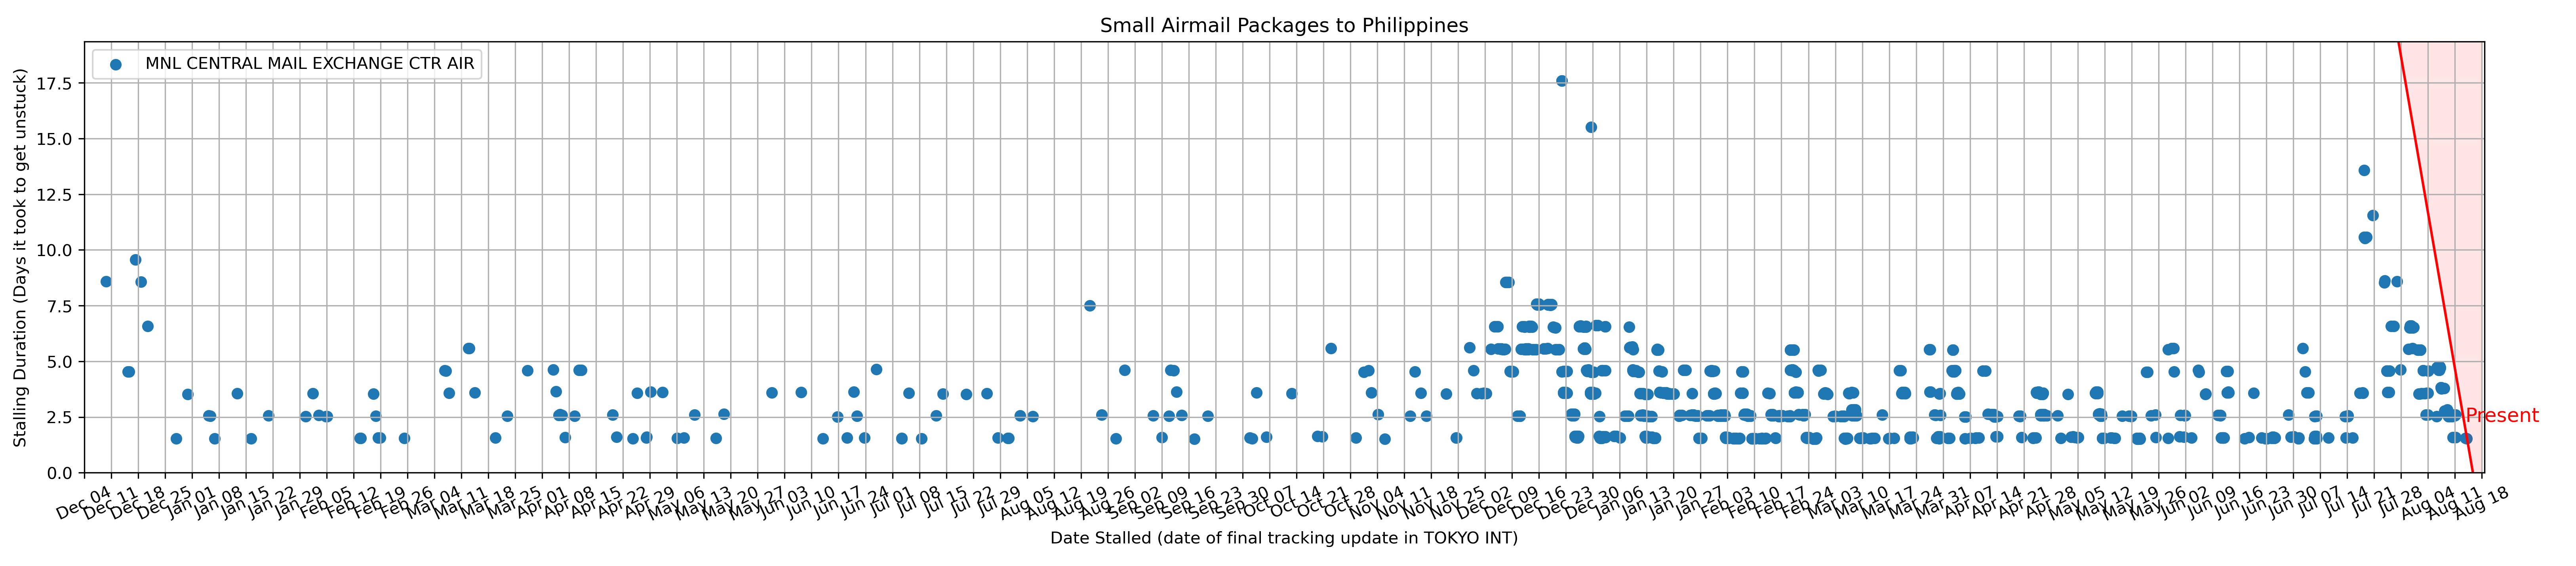 Small Airmail Packages to Philippines
MNL CENTRAL MAIL EXCHANGE CTR AIR
Stalling Duration (Days it took to get unstuck)
17.5
15.0
12.5
10.0
7.5
5.0
2.5
0.0
Present
Dec 04
Dec 11
Dec 18
Dec 25
Jan 01
Jan 08
Jan 15
Jan 22
Jan 29
Feb 05
Feb 12
Feb 19
Feb 26
Mar 04
Mar 11
Mar 18
Mar 25
Apr 01
Apr 08
Apr 15
Apr 22
Apr 29
May 06
May 13
May 20
May 27
Jun 03
Jun 10
Jun 17
Jun 24
Jul 01
Jul 08
Jul 15
Jul 22
Jul 29
Aug 05
Aug 12
Aug 19
Aug 26
Sep 02
Sep 09
Sep 16
Sep 23
Sep 30
Oct 07
Oct 14
Oct 21
Oct 28
Nov 04
Nov 11
Nov 18
Nov 25
Dec 02
Dec 09
Dec 16
Dec 23
Dec 30
Jan 06
Jan 13
Jan 20
Jan 27
Feb 03
Feb 10
Feb 17
Feb 24
Mar 03
Mar 10
Mar 17
Mar 24
Mar 31
Apr 07
Apr 14
Apr 21
Apr 28
May 05
May 12
May 19
May 26
Jun 02
Jun 09
Jun 16
Jun 23
Jun 30
Jul 07
Jul 14
Jul 21
Jul 28
Aug 04
Aug 11
Aug 18
Date Stalled (date of final tracking update in TOKYO INT)